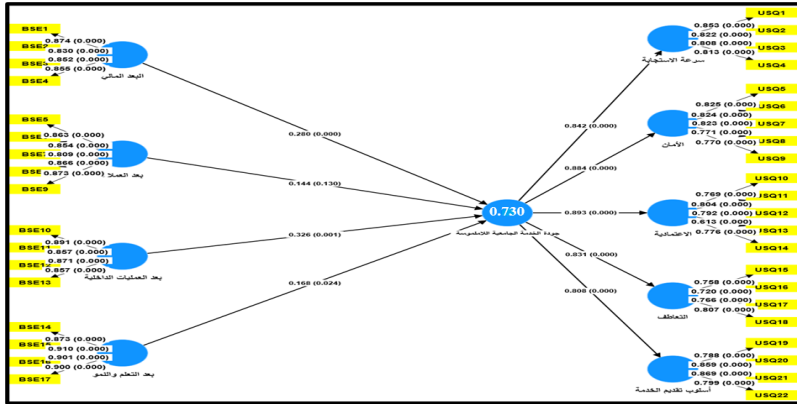 BSE1
0.874 (0.000)
0.830 (0.000)
0.852 (0.000)
0.855 (0.000)
BSE4
البعد المالي
BSE5
0.863 (0.000)
0.854 (0.000)
0.809 (0.000)
0.866 (0.000)
0.873 (0.000)
BSE9
بعد العملاء
BSE10
BSE11
BSE12
BSE13
0.891 (0.000)
0.857 (0.000)
0.871 (0.000)
0.857 (0.000)
بعد العمليات الداخلية
BSE14
BSE17
0.873 (0.000)
0.910 (0.000)
0.901 (0.000)
0.900 (0.000)
بعد التعلم والنمو
0.280 (0.000)
0.144 (0.130)
0.326 (0.001)
0.168 (0.024)
0.730
جودة الخدمة الجامعية اللاملموسة
0.842 (0.000)
0.884 (0.000)
0.893 (0.000)
0.831 (0.000)
0.808 (0.000)
سرعة الاستجابة
0.853 (0.000)
0.822 (0.000)
0.808 (0.000)
0.813 (0.000)
USQ1
USQ2
USQ3
USQ4
الأمان
0.825 (0.000)
0.824 (0.000)
0.823 (0.000)
0.771 (0.000)
0.770 (0.000)
USQ5
USQ6
USQ7
USQ8
USQ9
الاعتمادية
0.769 (0.000)
0.804 (0.000)
0.792 (0.000)
0.613 (0.000)
0.776 (0.000)
USQ10
USQ11
USQ12
USQ13
USQ14
التعاطف
0.758 (0.000)
0.720 (0.000)
0.766 (0.000)
0.807 (0.000)
USQ15
USQ16
USQ17
USQ18
أسلوب تقديم الخدمة
0.788 (0.000)
0.859 (0.000)
0.869 (0.000)
0.799 (0.000)
USQ19
USQ20
USQ21
USQ22